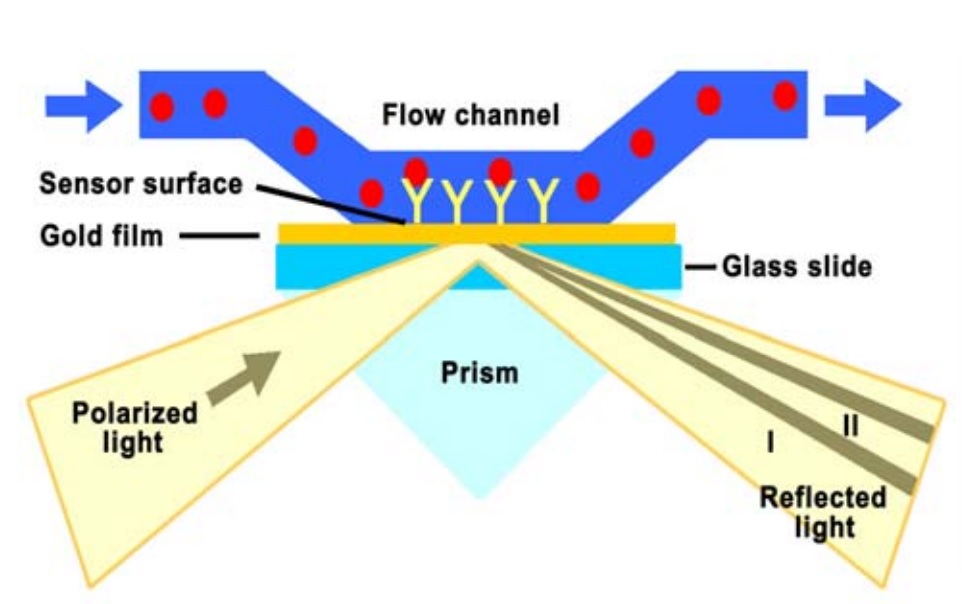 Flow channel
Sensor surface
Gold film
Glass slide
Prism
Polarized
light
I
II
Reflected
light